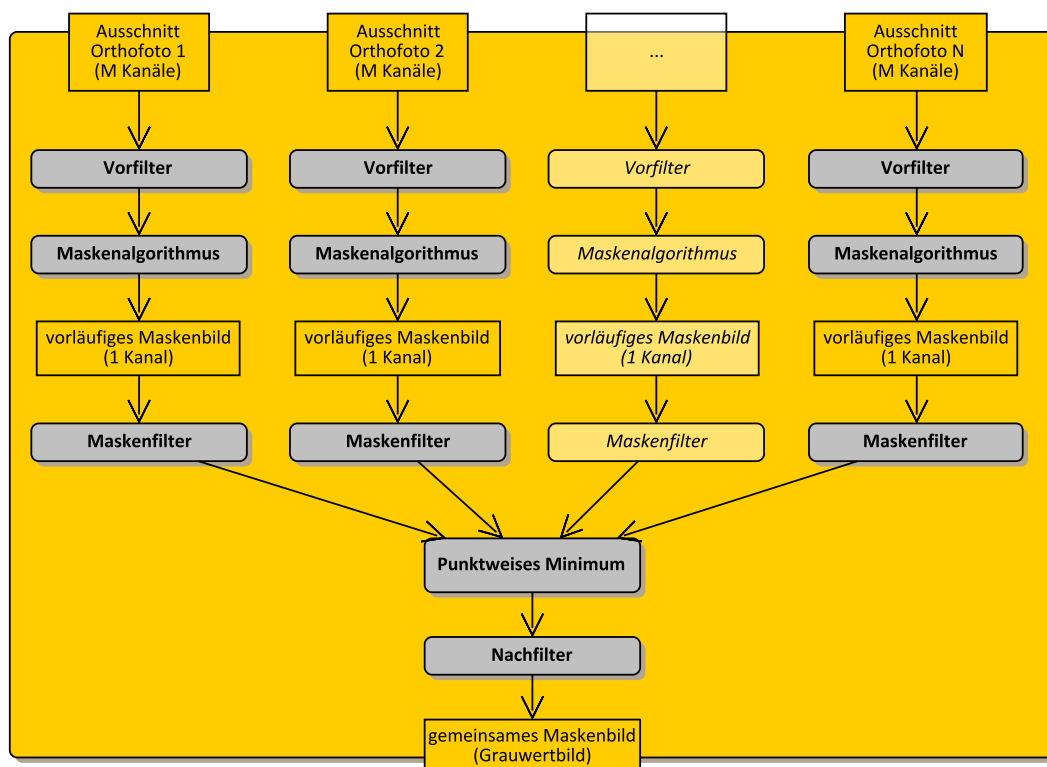 Ausschnitt
Orthofoto 1
(M Kanäle)
Ausschnitt
Orthofoto 2
(M Kanäle)
...
Ausschnitt
Orthofoto N
(M Kanäle)
Vorfilter
Vorfilter
Vorfilter
Vorfilter
Maskenalgorithmus
Maskenalgorithmus
Maskenalgorithmus
Maskenalgorithmus
vorläufiges Maskenbild
(1 Kanal)
vorläufiges Maskenbild
(1 Kanal)
vorläufiges Maskenbild
(1 Kanal)
vorläufiges Maskenbild
(1 Kanal)
Maskenfilter
Maskenfilter
Maskenfilter
Maskenfilter
Punktweises Minimum
Nachfilter
gemeinsames Maskenbild
(Grauwertbild)